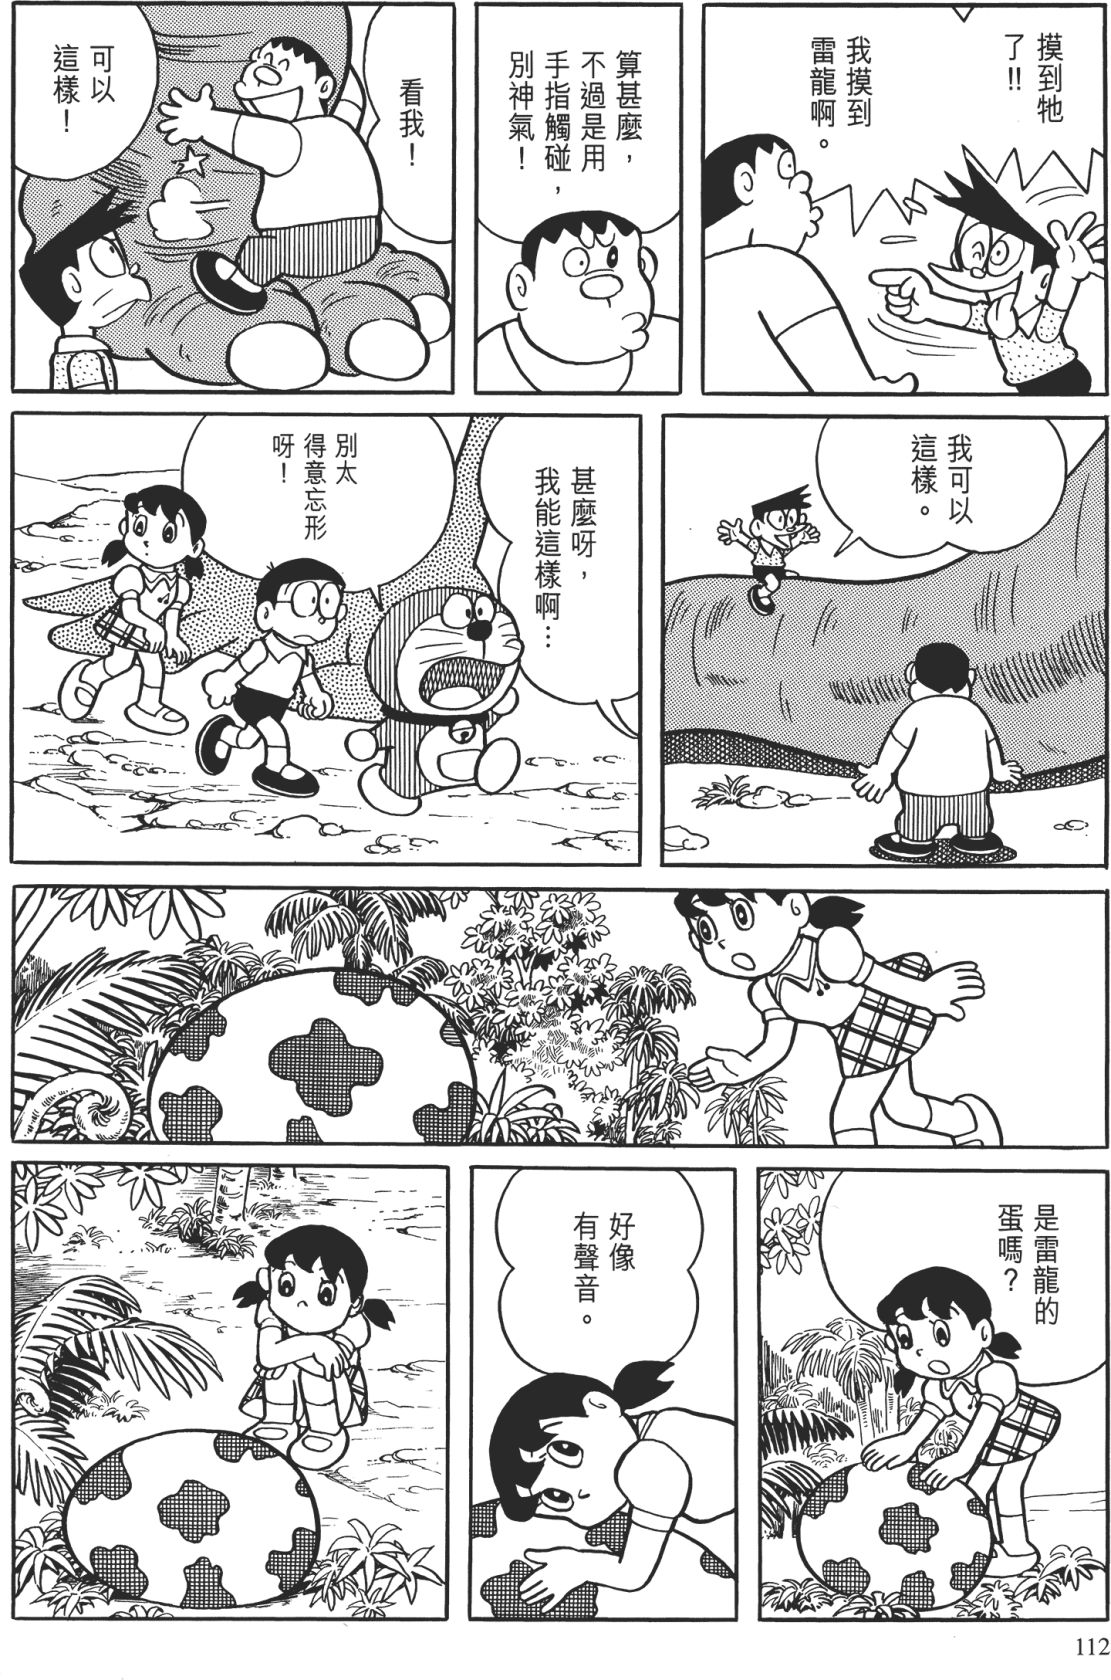 摸到牠
了!!
我摸到
雷龍啊。
算甚麼，
不過是用
手指觸碰，
別神氣！
看我！
可以
這樣！
我可以
這樣。
甚麼呀，
我能這樣啊…
別太
得意忘形
呀！
是雷龍的
蛋嗎？
好像
有聲音。
112